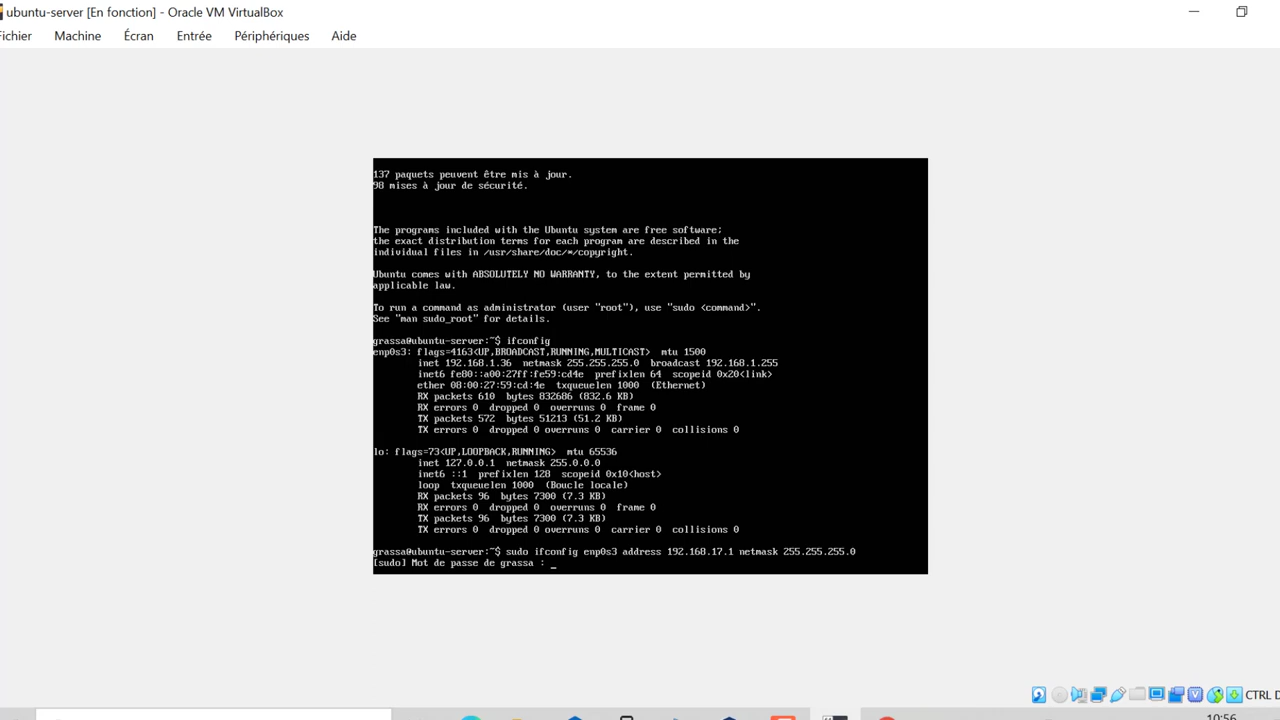 ubuntu-server [En fonction] - Oracle VM VirtualBox
Fichier Machine Écran Entrée Périphériques Aide
137 paquets peuvent être mis à jour.
98 mises à jour de sécurité.
The programs included with the Ubuntu system are free software;
the exact distribution terms for each program are described in the
individual files in /usr/share/doc/*/copyright.
Ubuntu comes with ABSOLUTELY NO WARRANTY, to the extent permitted by
applicable law.
To run a command as administrator (user "root"), use "sudo <command>".
See "man sudo_root" for details.
grassa@ubuntu-server:~$ ifconfig
enp0s3: flags=4163<UP,BROADCAST,RUNNING,MULTICAST>  mtu 1500
inet 192.168.1.36  netmask 255.255.255.0  broadcast 192.168.1.255
inet6 fe80::a00:27ff:fe59:cd4e  prefixlen 64  scopeid 0x20<link>
ether 08:00:27:59:cd:4e  txqueuelen 1000  (Ethernet)
RX packets 610  bytes 832686 (832.6 KB)
RX errors 0  dropped 0  overruns 0  frame 0
TX packets 572  bytes 51213 (51.2 KB)
TX errors 0  dropped 0 overruns 0  carrier 0  collisions 0
lo: flags=73<UP,LOOPBACK,RUNNING>  mtu 65536
inet 127.0.0.1  netmask 255.0.0.0
inet6 ::1  prefixlen 128  scopeid 0x10<host>
loop  txqueuelen 1000  (Boucle locale)
RX packets 96  bytes 7300 (7.3 KB)
RX errors 0  dropped 0  overruns 0  frame 0
TX packets 96  bytes 7300 (7.3 KB)
TX errors 0  dropped 0 overruns 0  carrier 0  collisions 0
grassa@ubuntu-server:~$ sudo ifconfig enp0s3 address 192.168.17.1 netmask 255.255.255.0
[sudo] Mot de passe de grassa : _
CTRL D
10:56